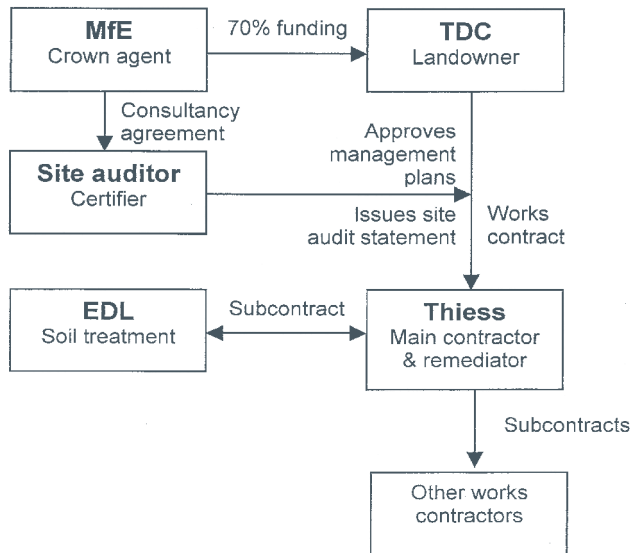 MfE
Crown agent
70% funding
TDC
Landowner
Consultancy
agreement
Approves
management
plans
Site auditor
Certifier
Issues site
audit statement
Works
contract
EDL
Soil treatment
Subcontract
Thiess
Main contractor
& remediator
Subcontracts
Other works
contractors